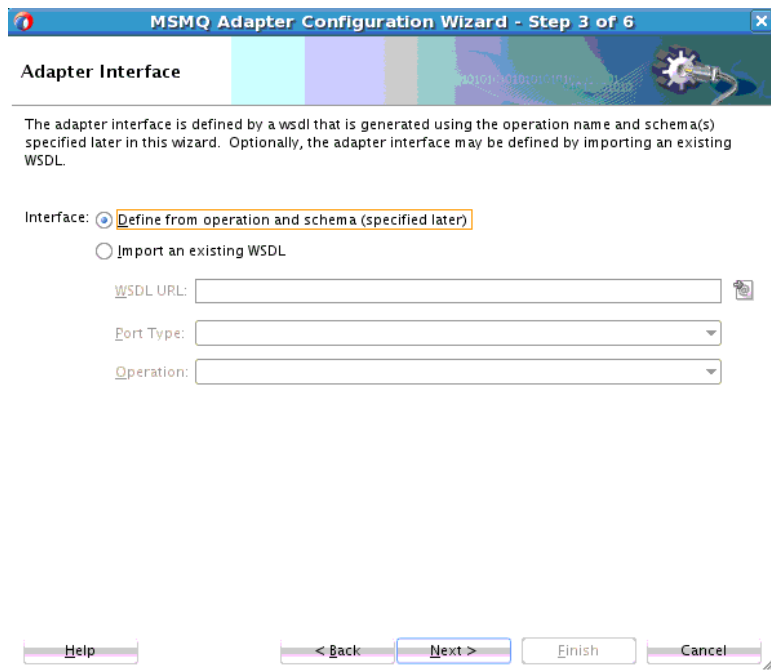 MSMQ Adapter Configuration Wizard - Step 3 of 6
Adapter Interface
The adapter interface is defined by a wsdl that is generated using the operation name and schema(s)
specified later in this wizard. Optionally, the adapter interface may be defined by importing an existing
WSDL.
Interface: Define from operation and schema (specified later)
Import an existing WSDL
WSDL URL:
Port Type:
Operation:
Help < Back Next > Finish Cancel